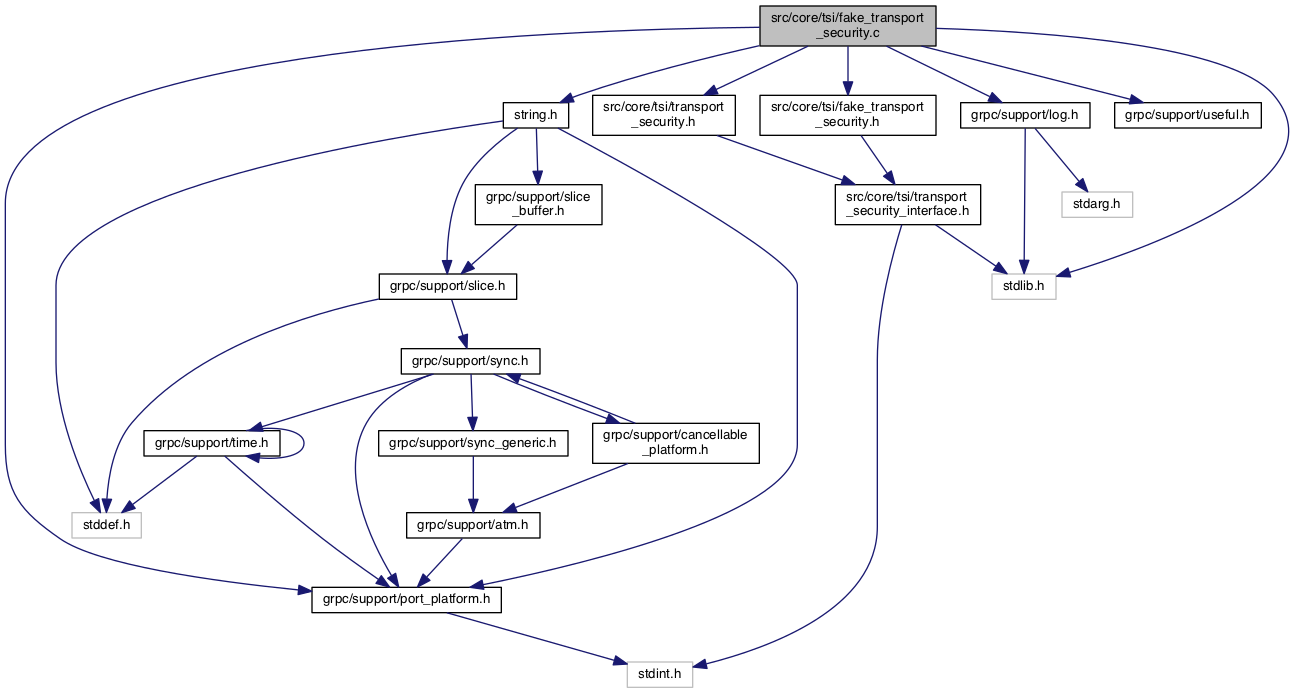 src/core/tsi/fake_transport
_security.c
string.h
src/core/tsi/transport
_security.h
src/core/tsi/fake_transport
_security.h
grpc/support/log.h
grpc/support/useful.h
grpc/support/slice
_buffer.h
src/core/tsi/transport
_security_interface.h
stdarg.h
grpc/support/slice.h
stdlib.h
grpc/support/sync.h
grpc/support/time.h
grpc/support/sync_generic.h
grpc/support/cancellable
_platform.h
stddef.h
grpc/support/atm.h
grpc/support/port_platform.h
stdint.h